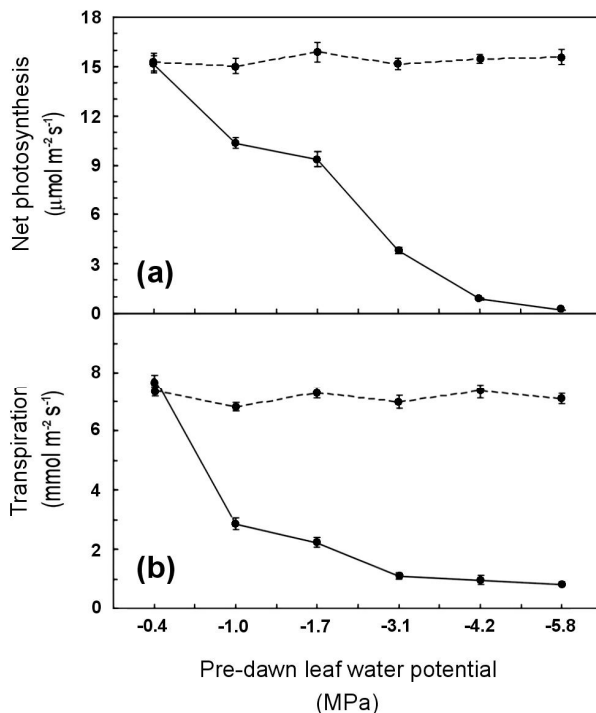 18
15
12
9
6
3
0
Net photosynthesis
(μmol m⁻² s⁻¹)
(a)
8
6
4
2
0
Transpiration
(mmol m⁻² s⁻¹)
(b)
-0.4 -1.0 -1.7 -3.1 -4.2 -5.8
Pre-dawn leaf water potential
(MPa)